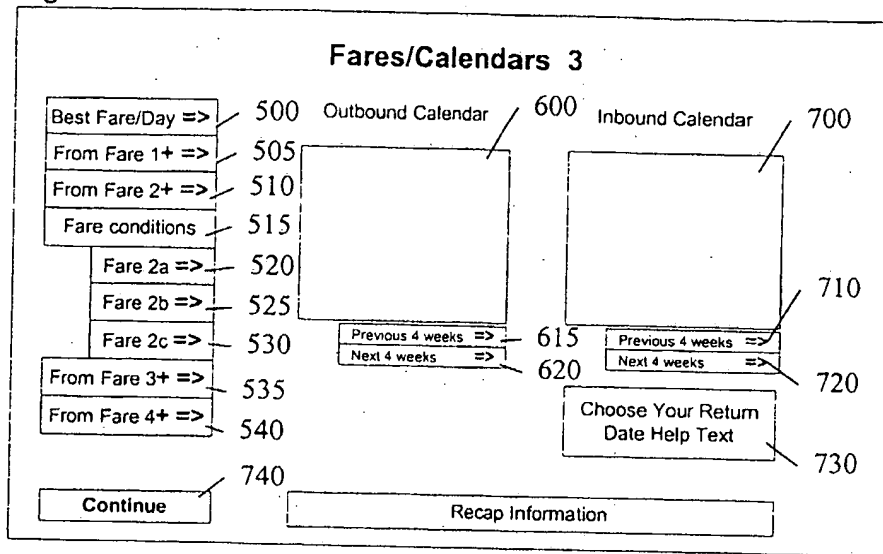 Fares/Calendars 3
Best Fare/Day => 500
From Fare 1+ => 505
From Fare 2+ => 510
Fare conditions 515
Fare 2a => 520
Fare 2b => 525
Fare 2c => 530
From Fare 3+ => 535
From Fare 4+ => 540
Outbound Calendar 600
Previous 4 weeks => 615
Next 4 weeks => 620
Inbound Calendar 700
Previous 4 weeks => 710
Next 4 weeks => 720
Choose Your Return
Date Help Text
730
740
Continue
Recap Information